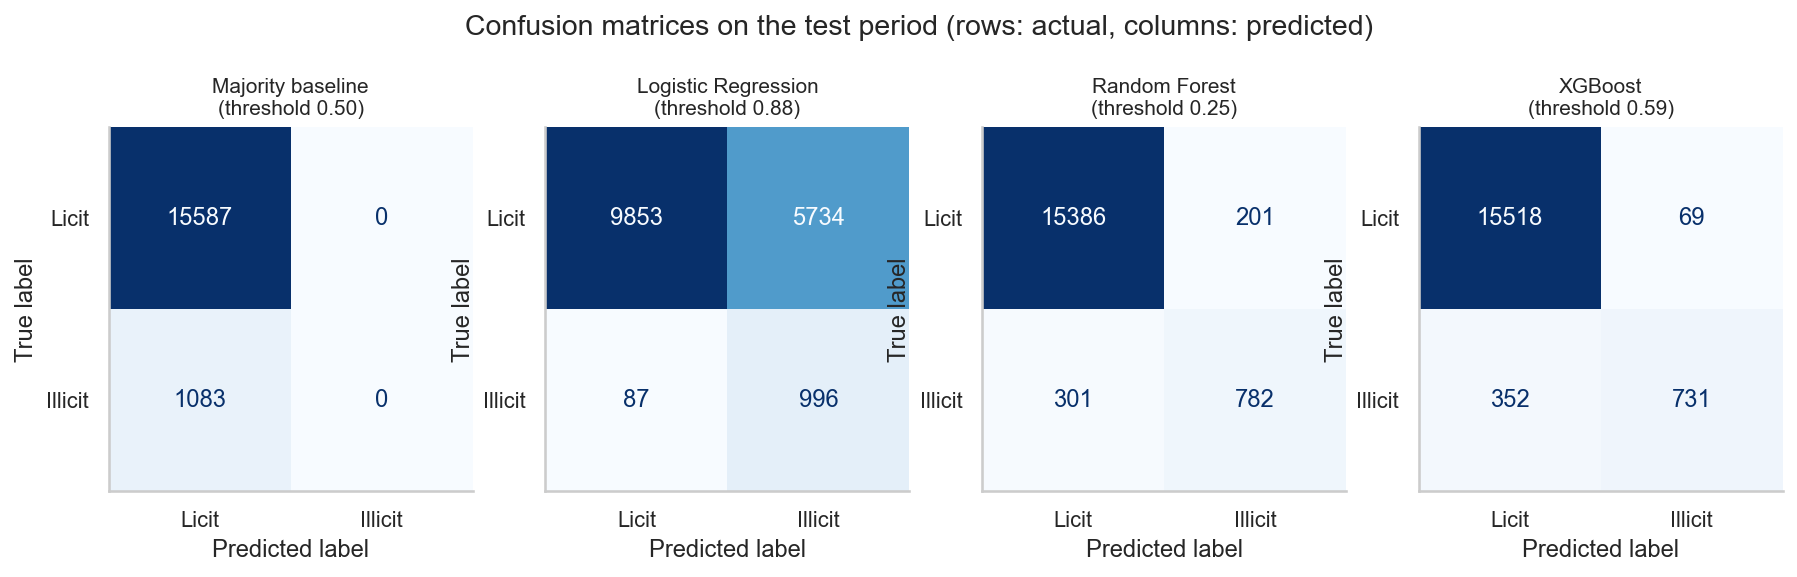 Confusion matrices on the test period (rows: actual, columns: predicted)
Majority baseline
(threshold 0.50)
True label
Licit
15587
0
Illicit
1083
0
Licit
Illicit
Predicted label
Logistic Regression
(threshold 0.88)
True label
Licit
9853
5734
Illicit
87
996
Licit
Illicit
Predicted label
Random Forest
(threshold 0.25)
True label
Licit
15386
201
Illicit
301
782
Licit
Illicit
Predicted label
XGBoost
(threshold 0.59)
True label
Licit
15518
69
Illicit
352
731
Licit
Illicit
Predicted label